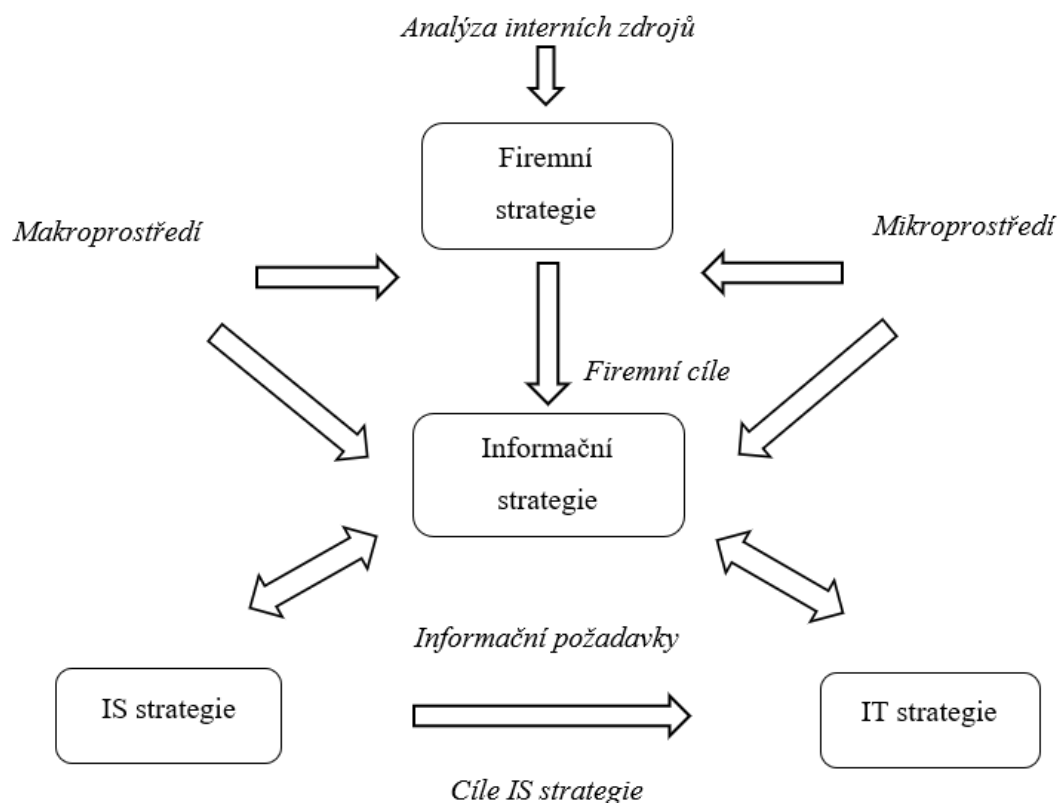 Analýza interních zdrojů
Firemní
strategie
Makroprostředí
Mikroprostředí
Firemní cíle
Informační
strategie
Informační požadavky
IS strategie
IT strategie
Cíle IS strategie